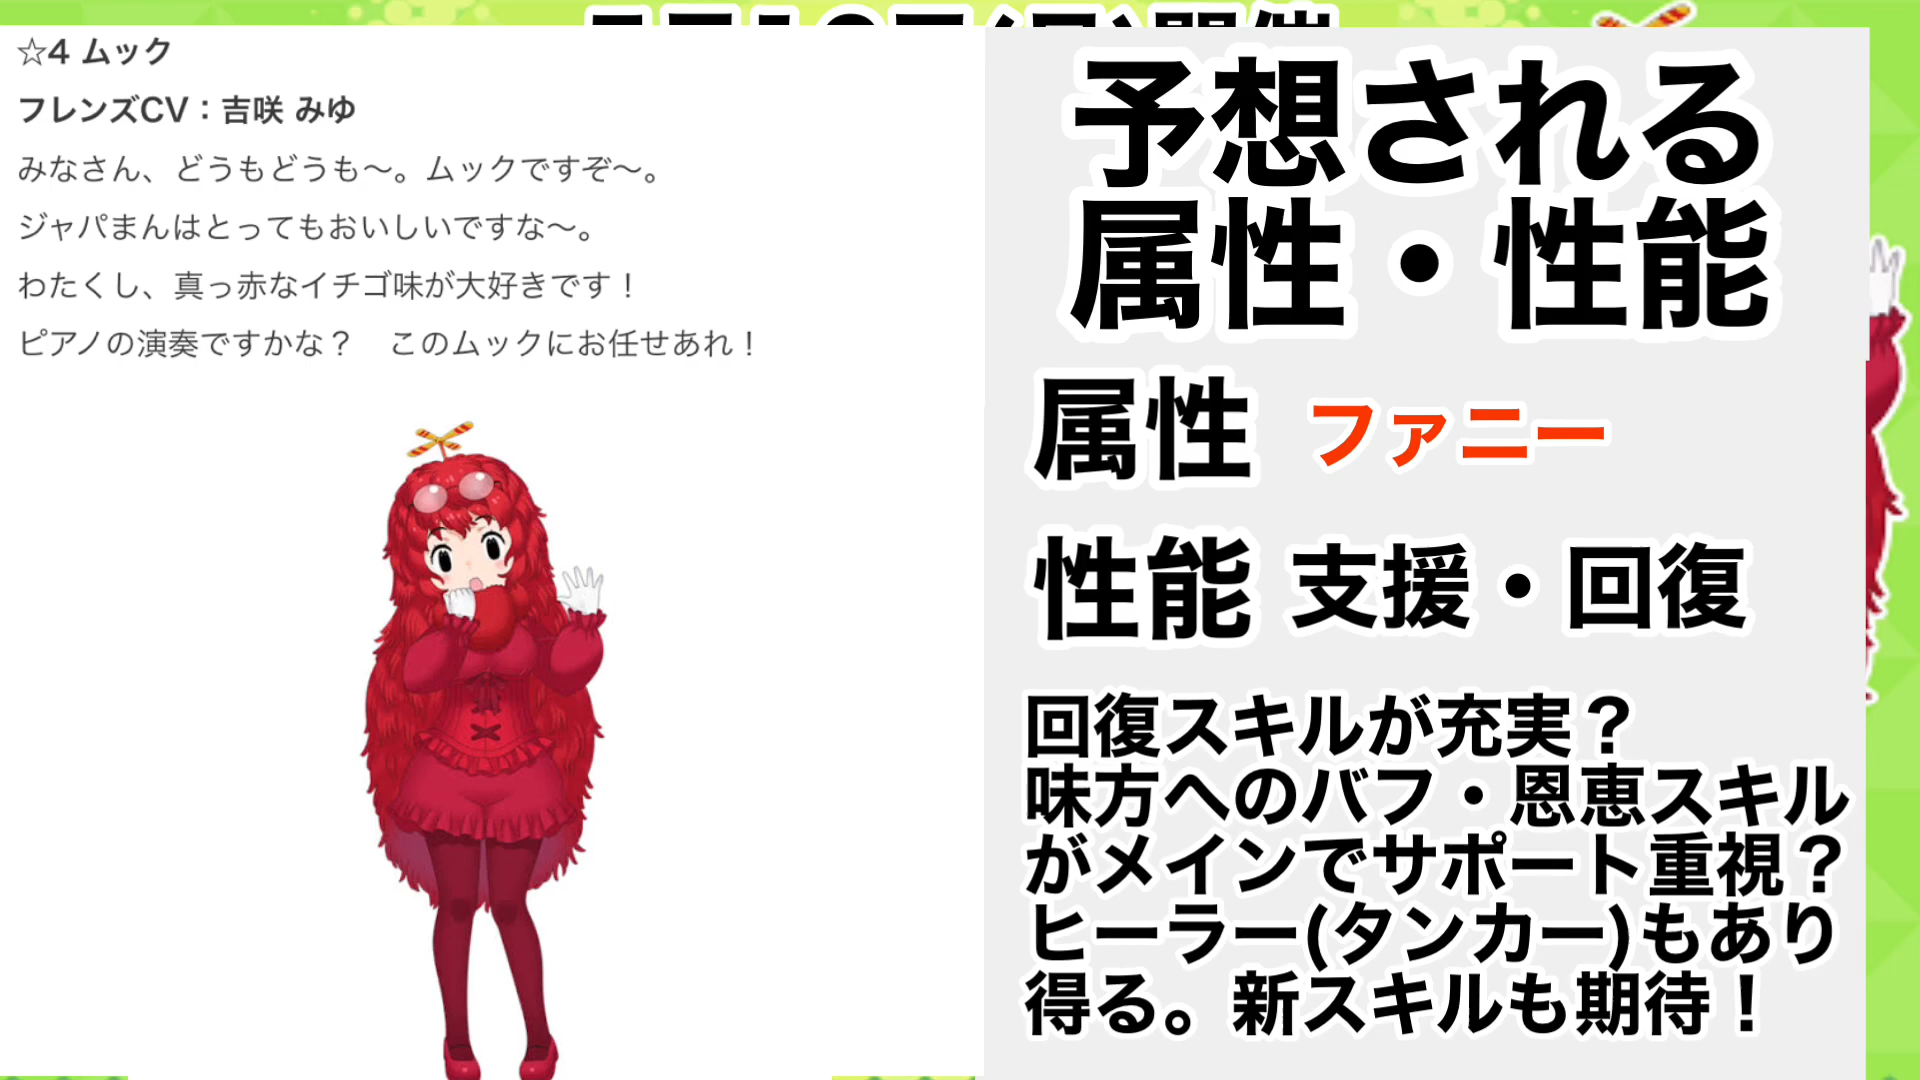 ☆4 ムック
フレンズCV：吉咲 みゆ
みなさん、どうもどうも～。ムックですぞ～。
ジャパまんはとってもおいしいですな～。
わたくし、真っ赤なイチゴ味が大好きです！
ピアノの演奏ですかな？　このムックにお任せあれ！
予想される
属性・性能
属性 ファニー
性能 支援・回復
回復スキルが充実？
味方へのバフ・恩恵スキル
がメインでサポート重視？
ヒーラー(タンカー)もあり
得る。新スキルも期待！